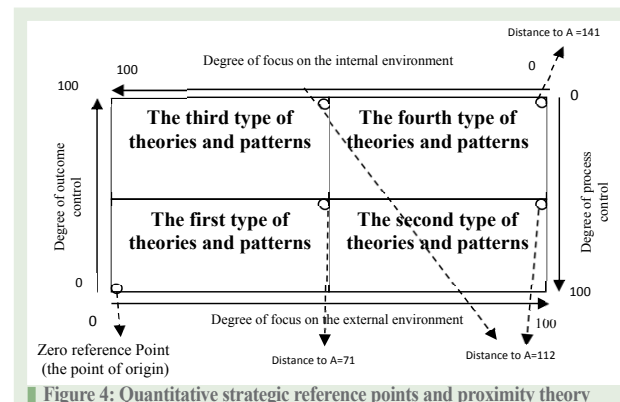 Distance to A =141
Degree of focus on the internal environment
100
0
100
0
The third type of
theories and patterns
The fourth type of
theories and patterns
Degree of outcome
control
Degree of process
control
The first type of
theories and patterns
The second type of
theories and patterns
0
100
0
Degree of focus on the external environment
100
Zero reference Point
(the point of origin)
Distance to A=71
Distance to A=112
Figure 4: Quantitative strategic reference points and proximity theory